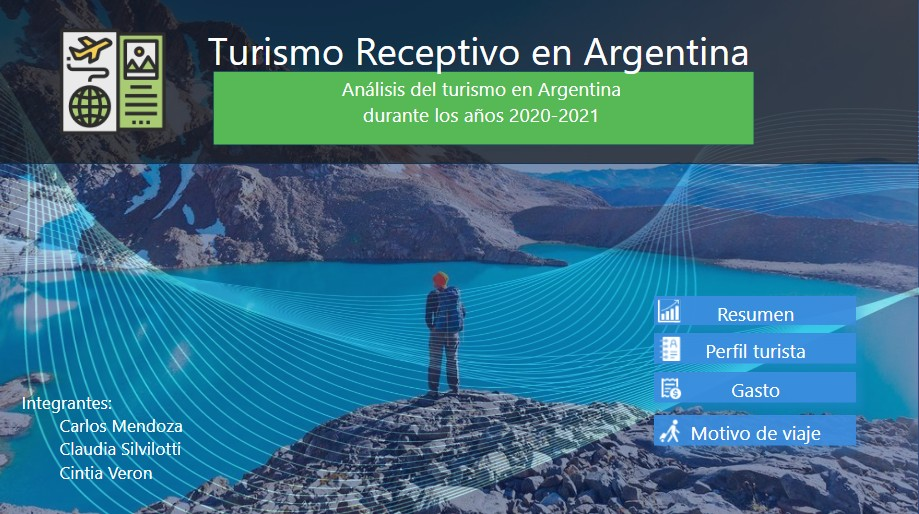 Turismo Receptivo en Argentina
Análisis del turismo en Argentina
durante los años 2020-2021
Resumen
Perfil turista
Gasto
Motivo de viaje
Integrantes:
Carlos Mendoza
Claudia Silvilotti
Cintia Veron